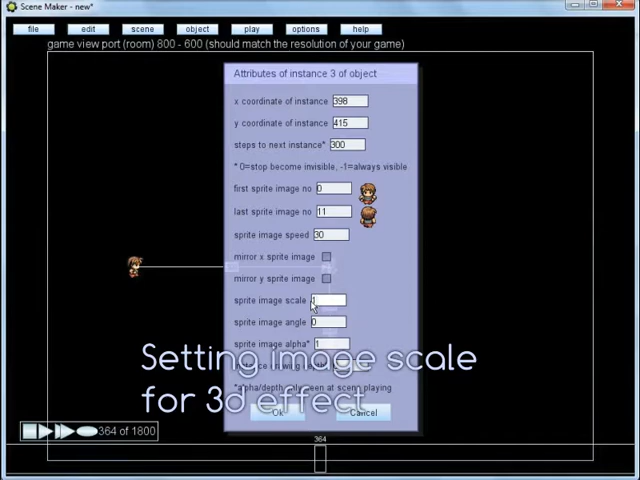 Scene Maker - new*
file edit scene object play options help
game view port (room) 800 - 600 (should match the resolution of your game)
Attributes of instance 3 of object
x coordinate of instance 398
y coordinate of instance 415
steps to next instance* 300
* 0=stop become invisible, -1=always visible
first sprite image no 0
last sprite image no 11
sprite image speed 30
mirror x sprite image
mirror y sprite image
sprite image scale 1
sprite image angle 0
sprite image alpha* 1
Setting image scale
drawing
*alpha/depth only seen at scene playing
for 3d effect
Ok Cancel
364 of 1800
364